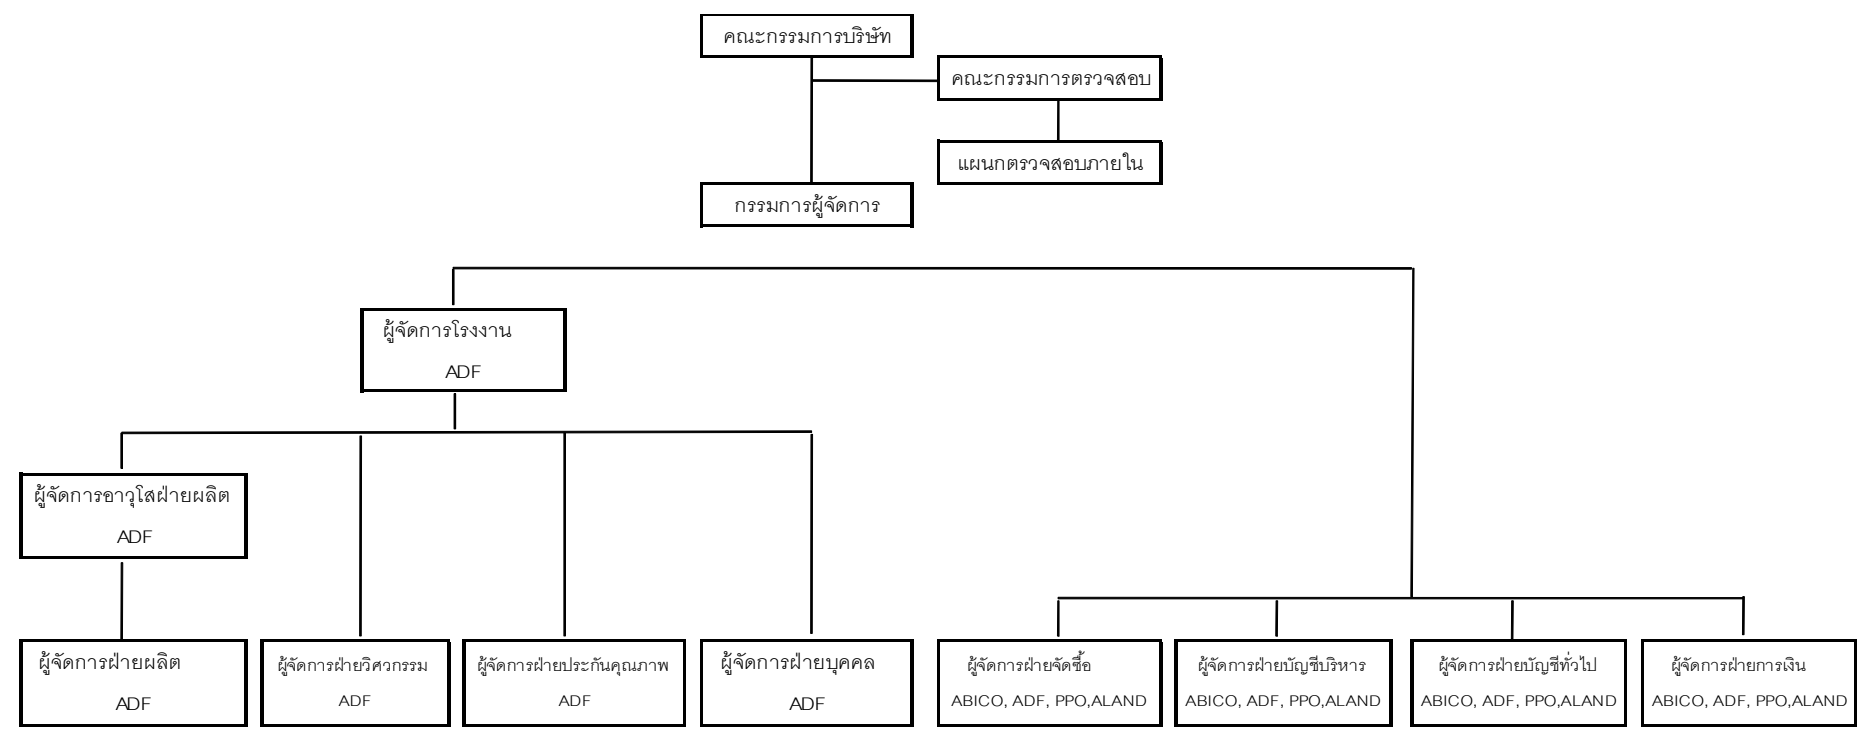 คณะกรรมการบริษัท
คณะกรรมการตรวจสอบ
แผนกตรวจสอบภายใน
กรรมการผู้จัดการ
ผู้จัดการโรงงาน
ADF
ผู้จัดการอาวุโสฝ่ายผลิต
ADF
ผู้จัดการฝ่ายผลิต
ADF
ผู้จัดการฝ่ายวิศวกรรม
ADF
ผู้จัดการฝ่ายประกันคุณภาพ
ADF
ผู้จัดการฝ่ายบุคคล
ADF
ผู้จัดการฝ่ายจัดซื้อ
ABICO, ADF, PPO,ALAND
ผู้จัดการฝ่ายบัญชีบริหาร
ABICO, ADF, PPO,ALAND
ผู้จัดการฝ่ายบัญชีทั่วไป
ABICO, ADF, PPO,ALAND
ผู้จัดการฝ่ายการเงิน
ABICO, ADF, PPO,ALAND